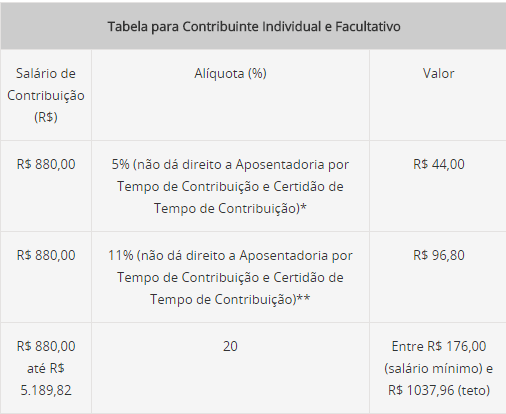 Tabela para Contribuinte Individual e Facultativo
Salário de
Contribuição
(R$)
Alíquota (%)
Valor
R$ 880,00
5% (não dá direito a Aposentadoria por
Tempo de Contribuição e Certidão de
Tempo de Contribuição)*
R$ 44,00
R$ 880,00
11% (não dá direito a Aposentadoria por
Tempo de Contribuição e Certidão de
Tempo de Contribuição)**
R$ 96,80
R$ 880,00
até R$
5.189,82
20
Entre R$ 176,00
(salário mínimo) e
R$ 1037,96 (teto)